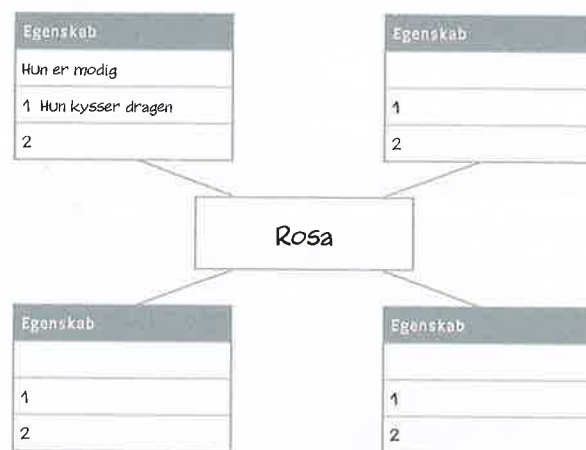 Egenskab
Hun er modig
1 Hun kysser dragen
2
Egenskab
1
2
Rosa
Egenskab
1
2
Egenskab
1
2